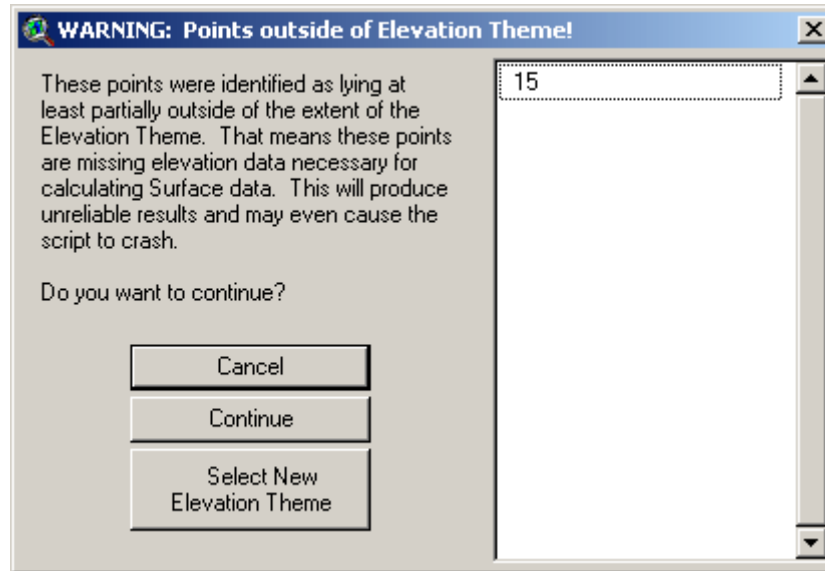 WARNING: Points outside of Elevation Theme!
These points were identified as lying at
least partially outside of the extent of the
Elevation Theme. That means these points
are missing elevation data necessary for
calculating Surface data. This will produce
unreliable results and may even cause the
script to crash.
Do you want to continue?
Cancel
Continue
Select New
Elevation Theme
15